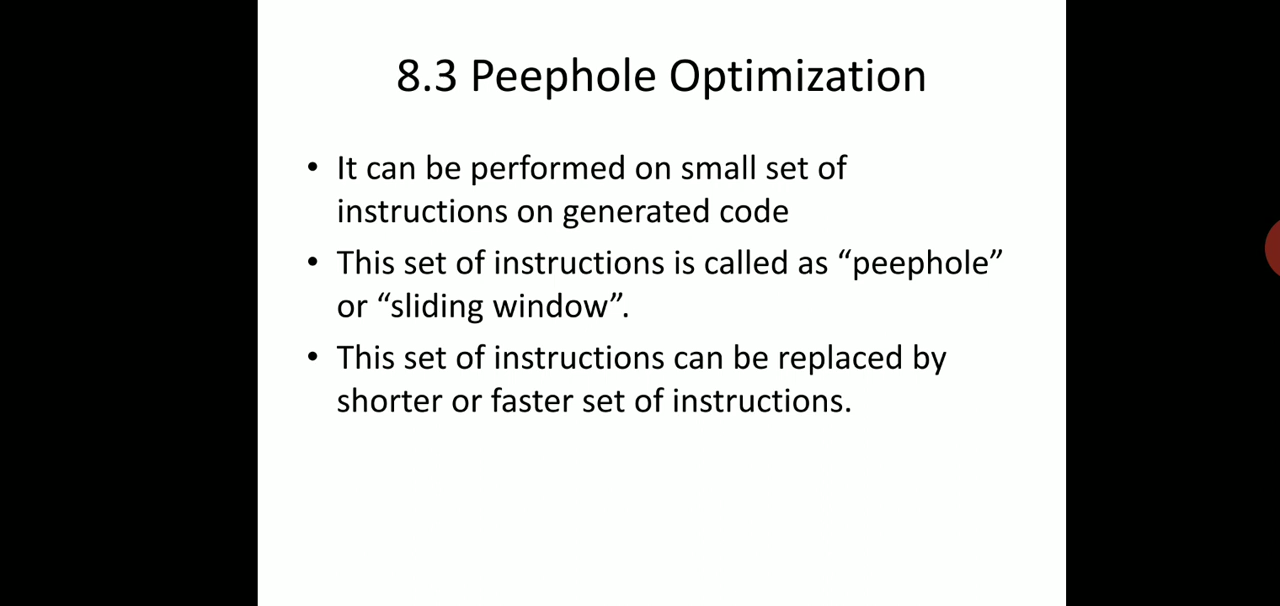 8.3 Peephole Optimization
• It can be performed on small set of
instructions on generated code
• This set of instructions is called as “peephole”
or “sliding window”.
• This set of instructions can be replaced by
shorter or faster set of instructions.